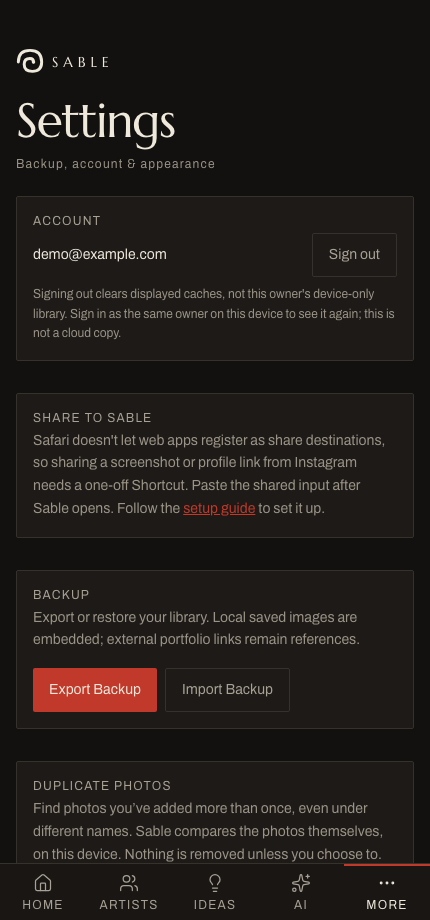 SABLE
Settings
Backup, account & appearance
ACCOUNT
demo@example.com
Sign out
Signing out clears displayed caches, not this owner's device-only
library. Sign in as the same owner on this device to see it again; this is
not a cloud copy.
SHARE TO SABLE
Safari doesn't let web apps register as share destinations,
so sharing a screenshot or profile link from Instagram
needs a one-off Shortcut. Paste the shared input after
Sable opens. Follow the setup guide to set it up.
BACKUP
Export or restore your library. Local saved images are
embedded; external portfolio links remain references.
Export Backup
Import Backup
DUPLICATE PHOTOS
Find photos you’ve added more than once, even under
different names. Sable compares the photos themselves,
on this device. Nothing is removed unless you choose to.
HOME
ARTISTS
IDEAS
AI
MORE